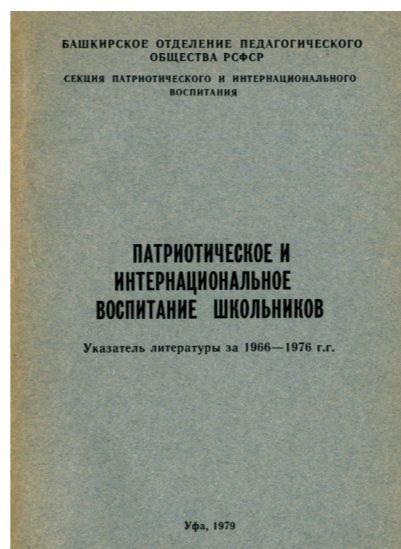 БАШКИРСКОЕ ОТДЕЛЕНИЕ ПЕДАГОГИЧЕСКОГО
ОБЩЕСТВА РСФСР
СЕКЦИЯ ПАТРИОТИЧЕСКОГО И ИНТЕРНАЦИОНАЛЬНОГО
ВОСПИТАНИЯ
ПАТРИОТИЧЕСКОЕ И
ИНТЕРНАЦИОНАЛЬНОЕ
ВОСПИТАНИЕ ШКОЛЬНИКОВ
Указатель литературы за 1966—1976 г.г.
Уфа, 1979